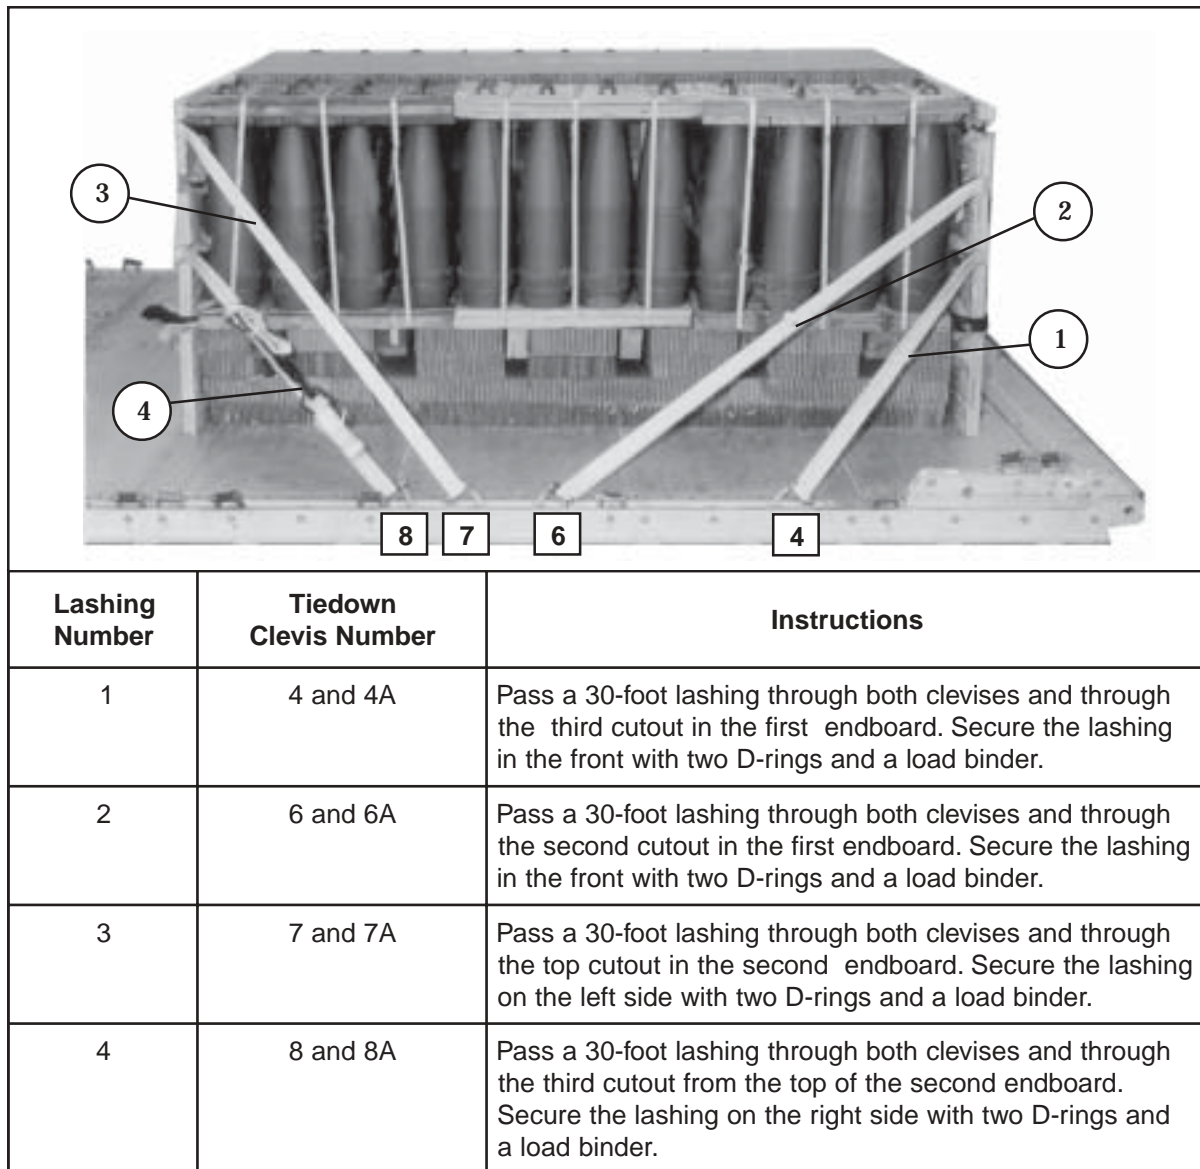 3
2
1
4
8 7 6 4
Lashing Number
Tiedown Clevis Number
Instructions
1
4 and 4A
Pass a 30-foot lashing through both clevises and through
the third cutout in the first endboard. Secure the lashing
in the front with two D-rings and a load binder.
2
6 and 6A
Pass a 30-foot lashing through both clevises and through
the second cutout in the first endboard. Secure the lashing
in the front with two D-rings and a load binder.
3
7 and 7A
Pass a 30-foot lashing through both clevises and through
the top cutout in the second endboard. Secure the lashing
on the left side with two D-rings and a load binder.
4
8 and 8A
Pass a 30-foot lashing through both clevises and through
the third cutout from the top of the second endboard.
Secure the lashing on the right side with two D-rings and
a load binder.